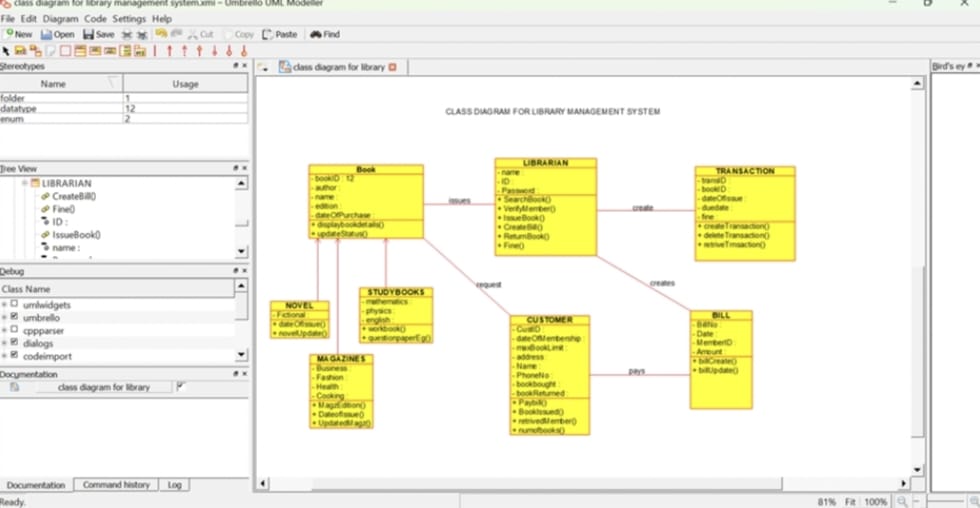 class diagram for library management system.xmi – Umbrello UML Modeller
File Edit Diagram Code Settings Help
New Open Save Cut Copy Paste Find
Stereotypes
Name Usage
folder 1
datatype 12
enum 2
Tree View
LIBRARIAN
CreateBill()
Fine()
ID :
IssueBook()
name :
Debug
Class Name
umlwidgets
umbrello
cppparser
dialogs
codeimport
Documentation
class diagram for library
Documentation Command history Log
Ready.
class diagram for library
Bird's ey
CLASS DIAGRAM FOR LIBRARY MANAGEMENT SYSTEM
Book
- bookID : 12
- author :
- name :
- edition :
- dateOfPurchase :
+ displaybookdetails()
+ updateStatus()
issues
LIBRARIAN
- name :
- ID :
- Password :
+ SearchBook()
+ VerifyMember()
+ IssueBook()
+ CreateBill()
+ ReturnBook()
+ Fine()
create
TRANSACTION
- transID :
- bookID :
- dateOfIssue :
- duedate :
- fine :
+ createTransaction()
+ deleteTransaction()
+ retriveTrnsaction()
request
creates
NOVEL
- Fictional :
+ dateOfissue()
+ novelUpdate()
STUDYBOOKS
- mathematics :
- physics :
- english :
+ workbook()
+ questionpaperEg()
MAGAZINES
- Business :
- Fashion :
- Health :
- Cooking :
+ MagzEdition()
+ Dateofissue()
+ UpdatedMagz()
CUSTOMER
- CustID :
- dateOfMembership :
- maxBookLimit :
- address :
- Name :
- PhoneNo :
- bookbought :
- bookReturned :
+ Paybill()
+ BookIssued()
+ retrivedMember()
+ numofbooks()
pays
BILL
- BillNo :
- Date :
- MemberID :
- Amount :
+ billCreate()
+ billUpdate()
81% Fit 100%